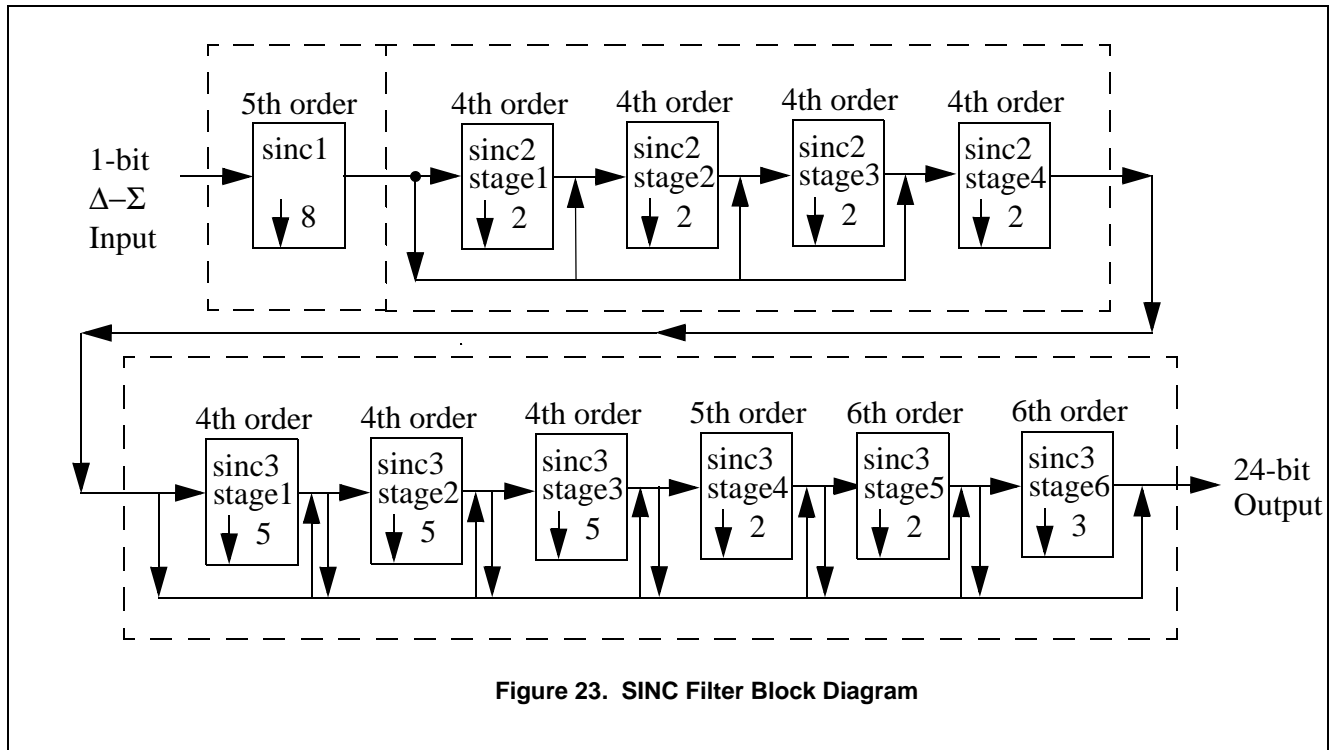 5th order
4th order
4th order
4th order
4th order
1-bit
Δ–Σ
Input
sinc1
8
sinc2
stage1
2
sinc2
stage2
2
sinc2
stage3
2
sinc2
stage4
2
4th order
4th order
4th order
5th order
6th order
6th order
sinc3
stage1
5
sinc3
stage2
5
sinc3
stage3
5
sinc3
stage4
2
sinc3
stage5
2
sinc3
stage6
3
24-bit
Output
Figure 23. SINC Filter Block Diagram